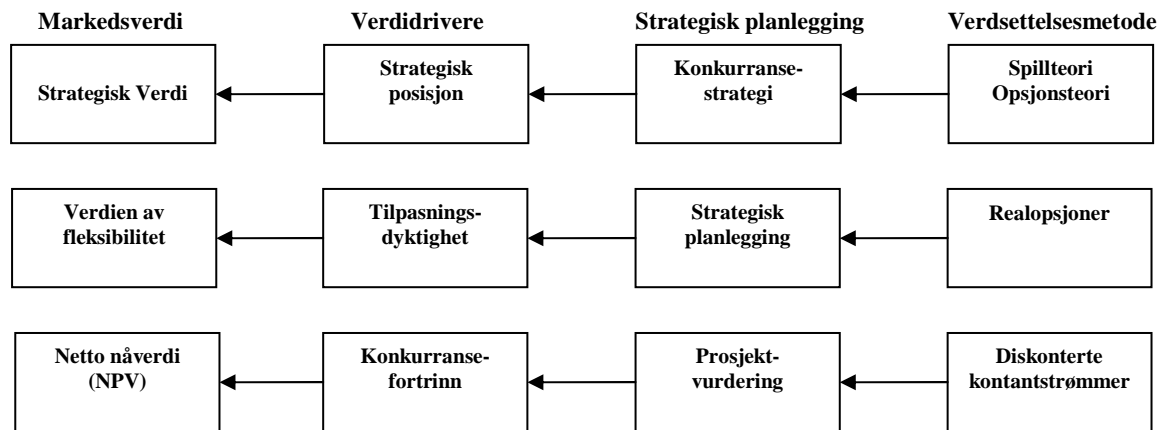 Markedsverdi Verdidrivere Strategisk planlegging Verdsettelsesmetode
Strategisk Verdi
Strategisk
posisjon
Konkurranse-
strategi
Spillteori
Opsjonsteori
Verdien av
fleksibilitet
Tilpasnings-
dyktighet
Strategisk
planlegging
Realopsjoner
Netto nåverdi
(NPV)
Konkurranse-
fortrinn
Prosjekt-
vurdering
Diskonterte
kontantstrømmer